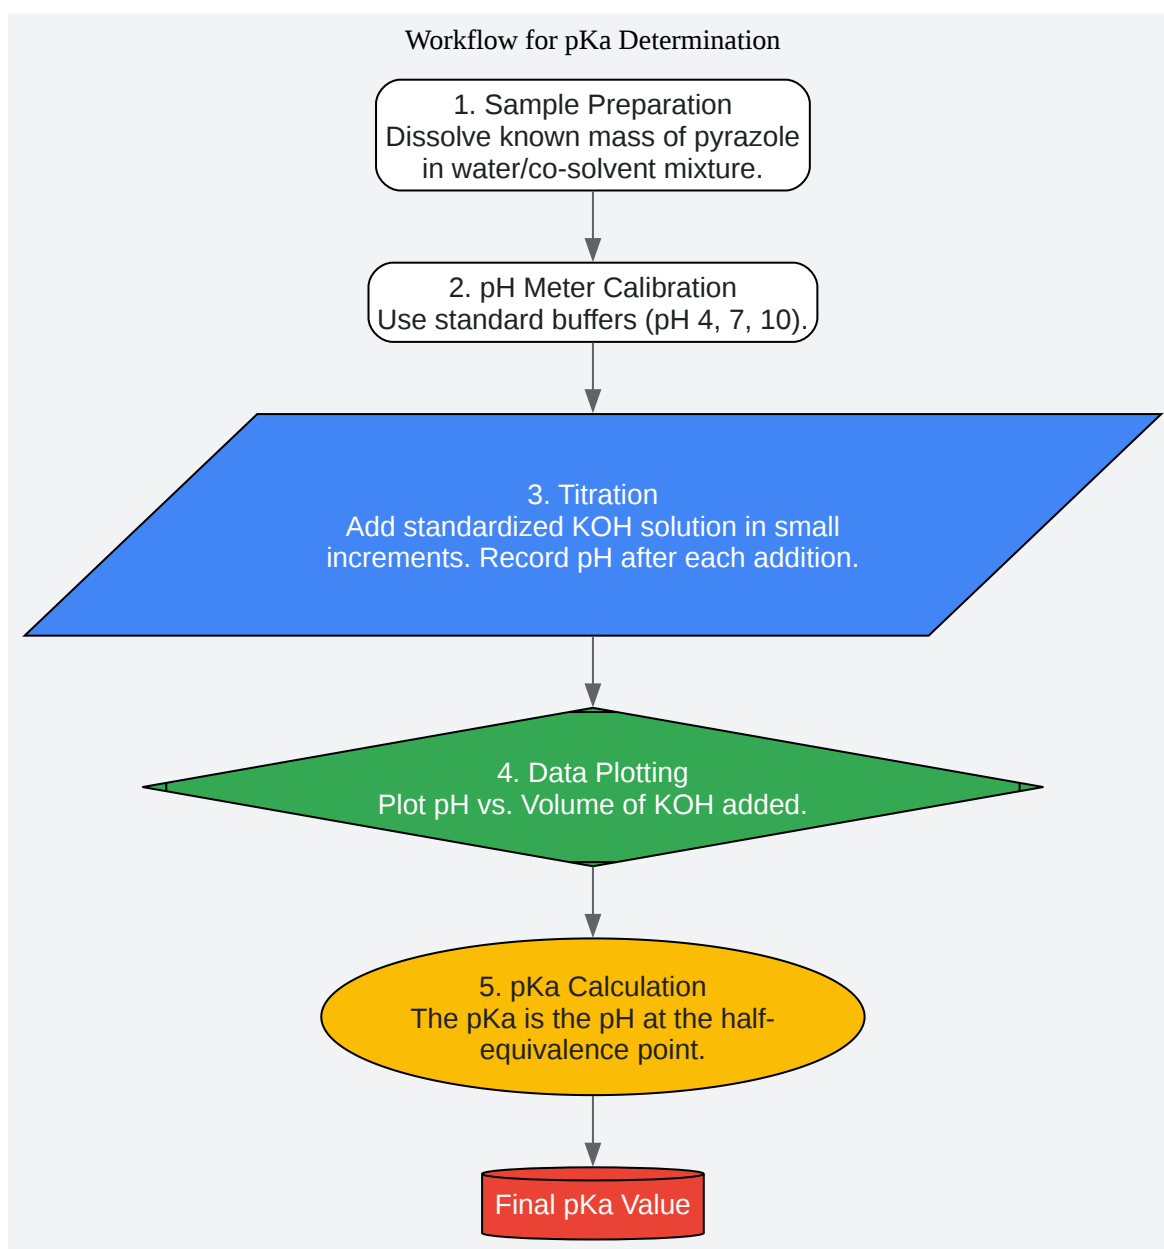 Workflow for pKa Determination
1. Sample Preparation
Dissolve known mass of pyrazole
in water/co-solvent mixture.
2. pH Meter Calibration
Use standard buffers (pH 4, 7, 10).
3. Titration
Add standardized KOH solution in small
increments. Record pH after each addition.
4. Data Plotting
Plot pH vs. Volume of KOH added.
5. pKa Calculation
The pKa is the pH at the half-
equivalence point.
Final pKa Value